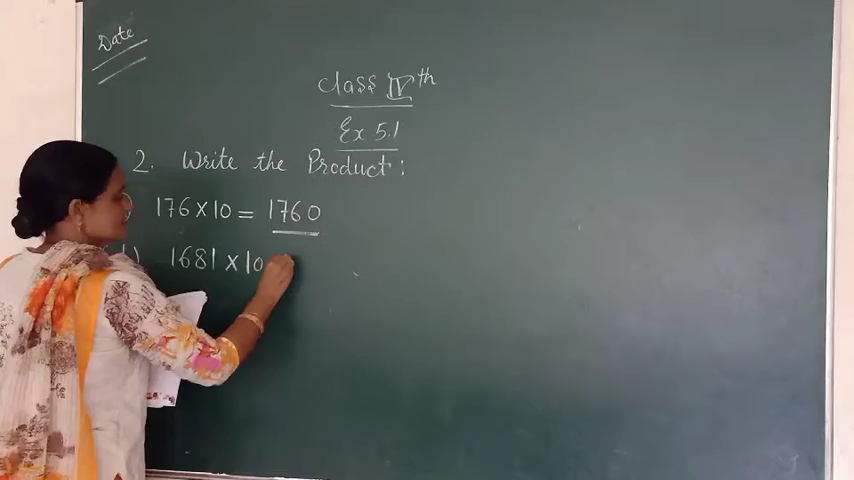 Date
Class IVth
Ex 5.1
2. Write the Product:
) 176×10 = 1760
) 1681×10